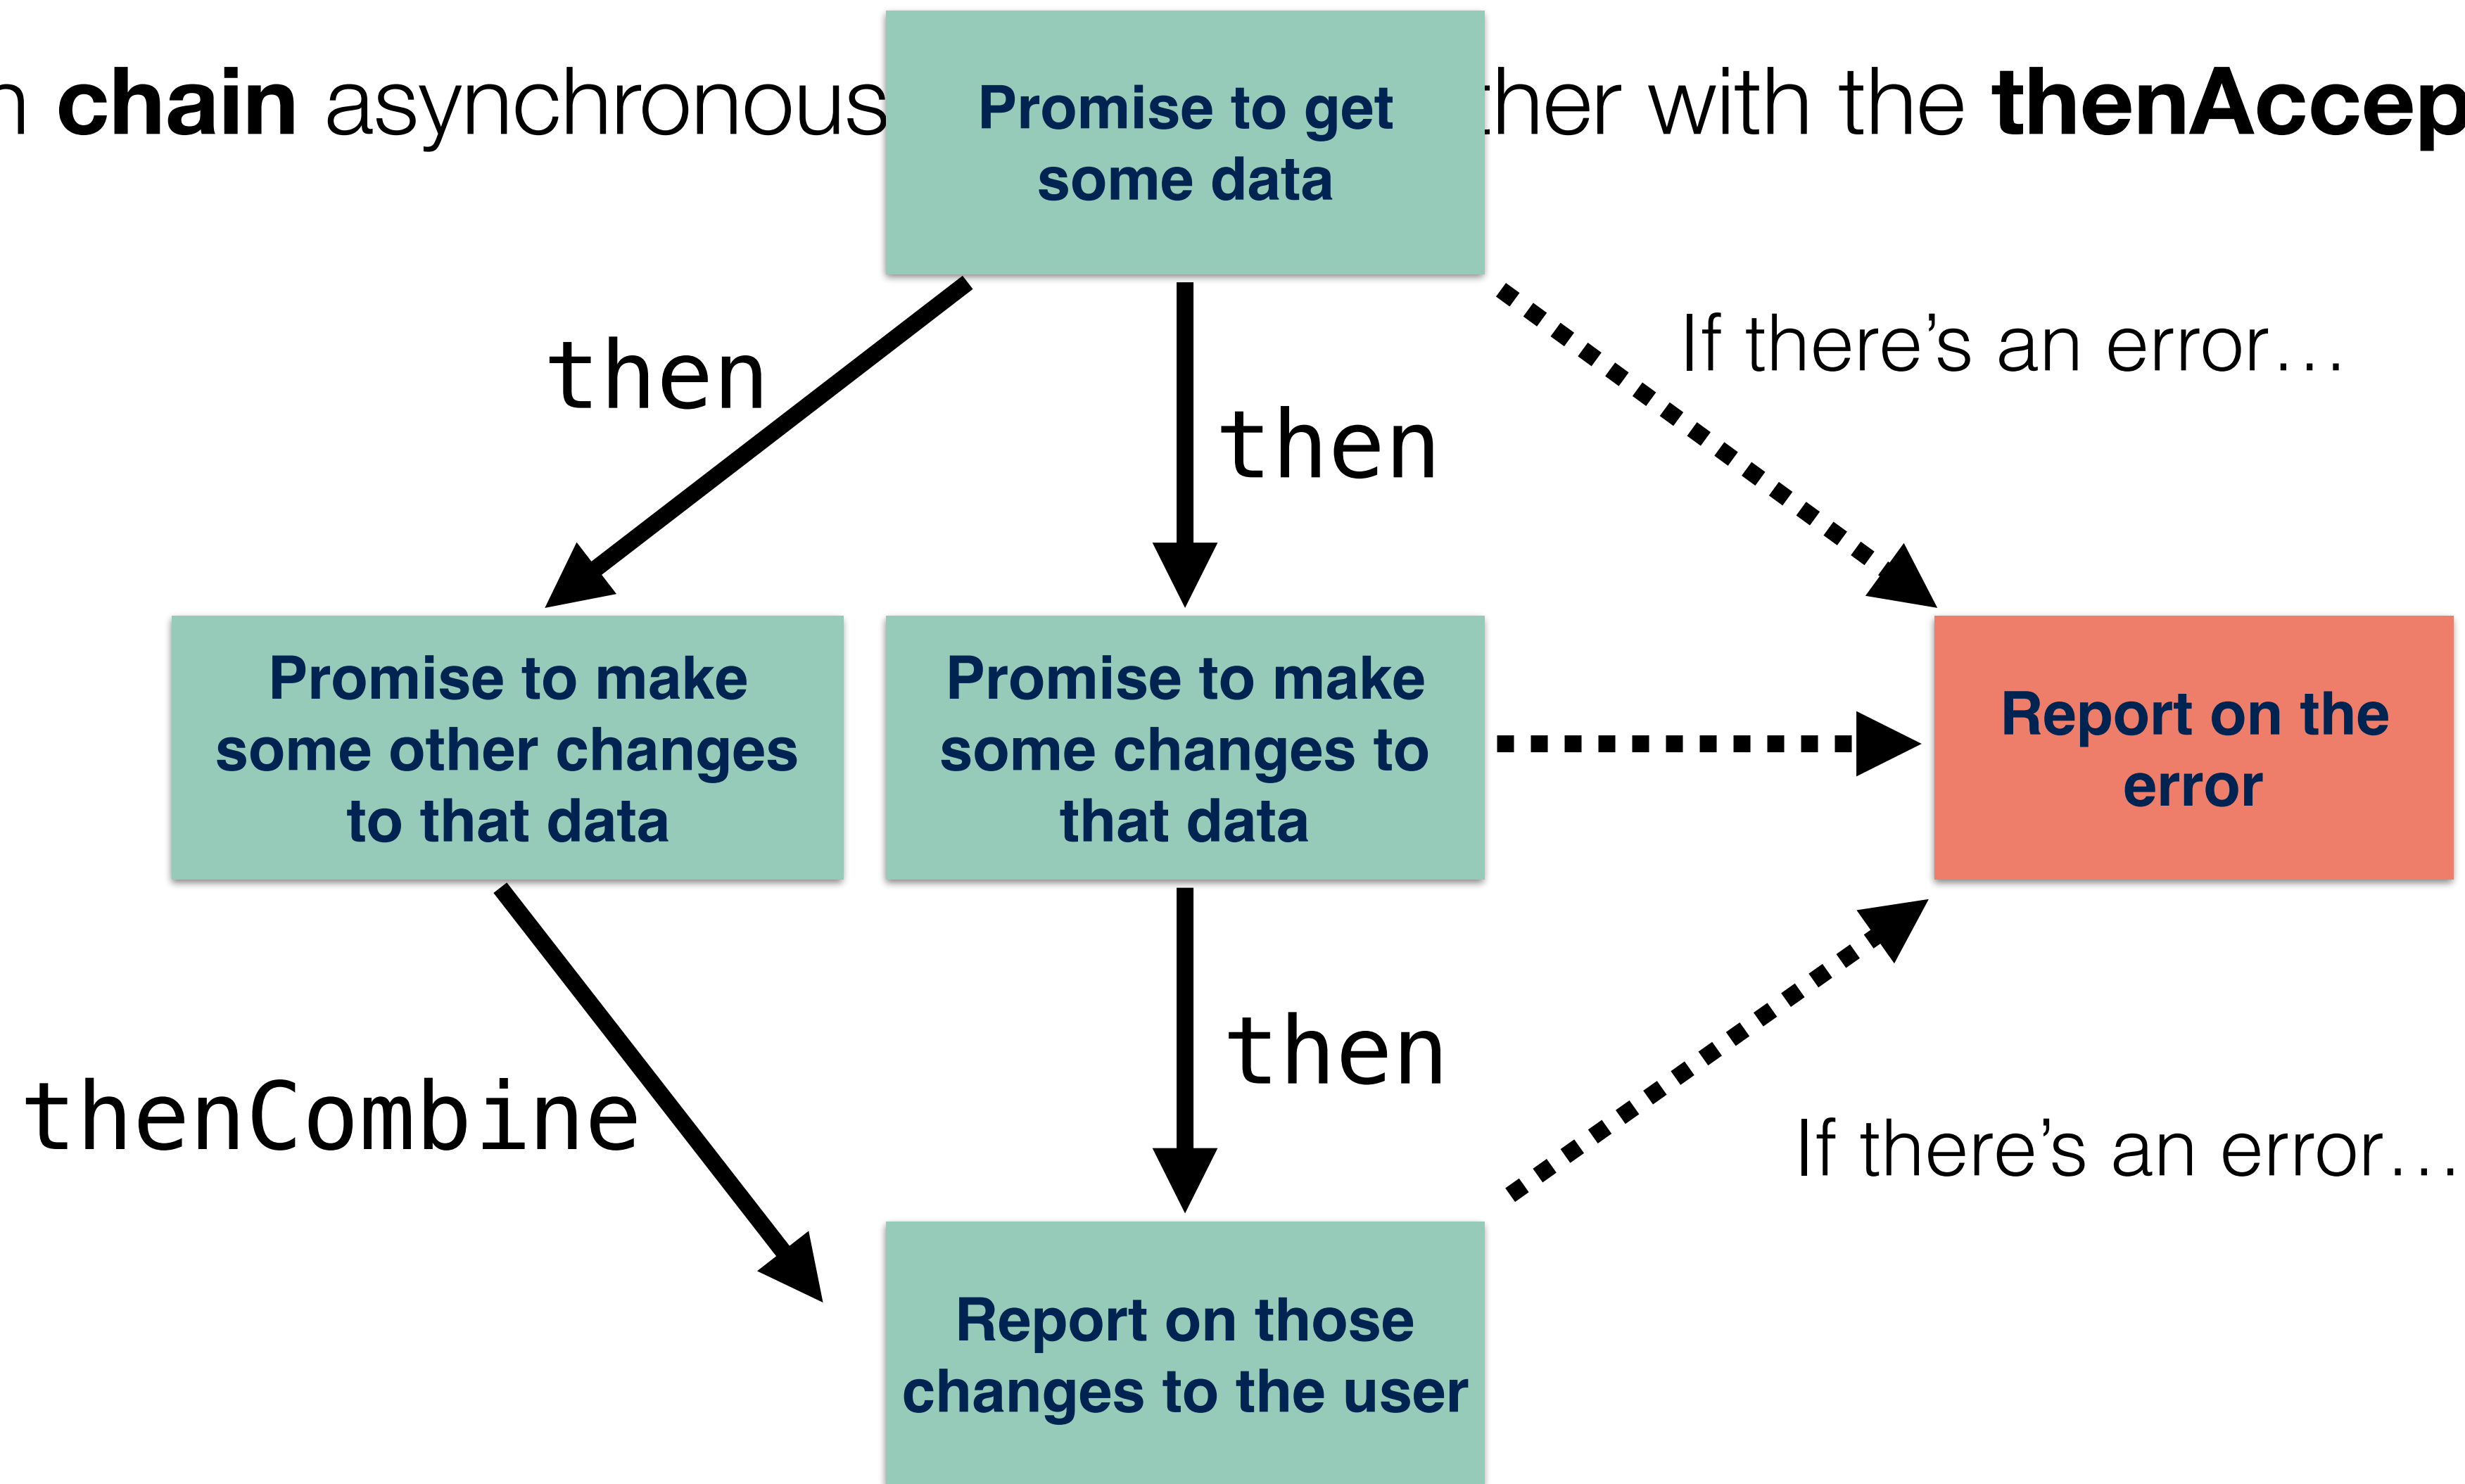 chain asynchronous
with the
Promise to get
some data
If there's an error...
then
then
Promise to make
some other changes
to that data
Promise to make
some changes to
that data
Report on the
error
then
thenCombine
If there's an error...
Report on those
changes to the user